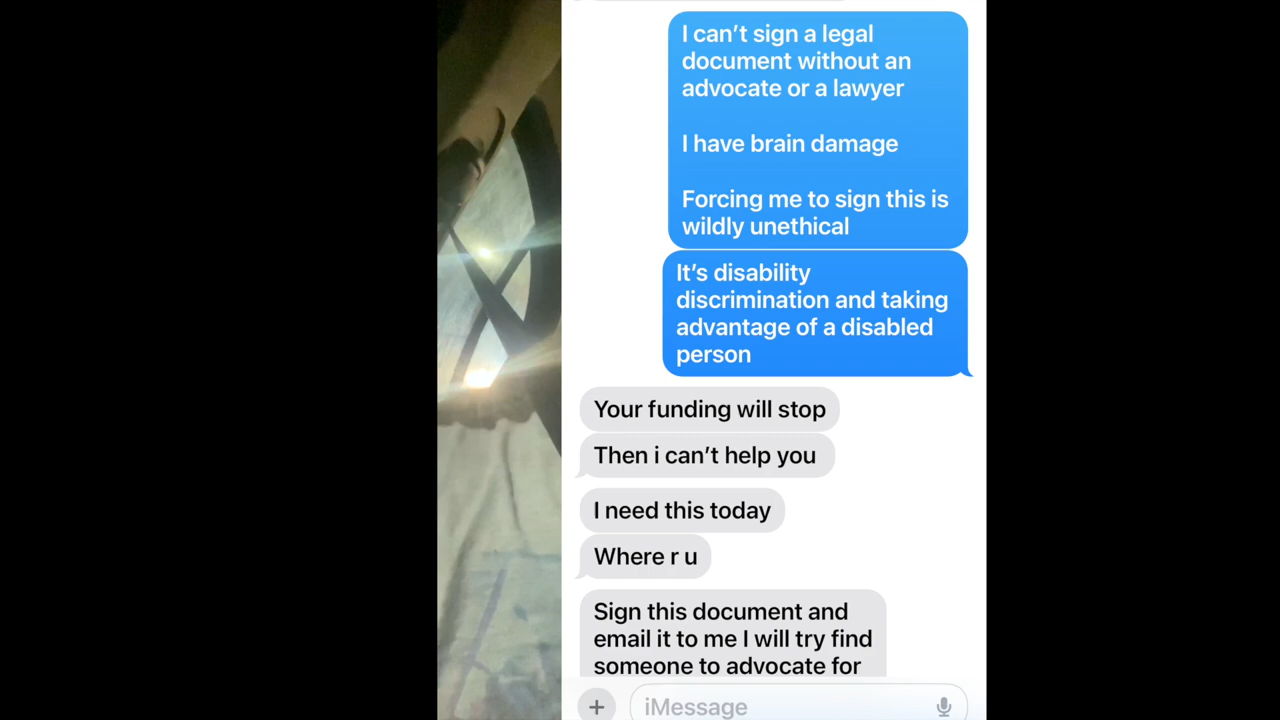 I can’t sign a legal
document without an
advocate or a lawyer
I have brain damage
Forcing me to sign this is
wildly unethical
It’s disability
discrimination and taking
advantage of a disabled
person
Your funding will stop
Then i can’t help you
I need this today
Where r u
Sign this document and
email it to me I will try find
someone to advocate for
iMessage